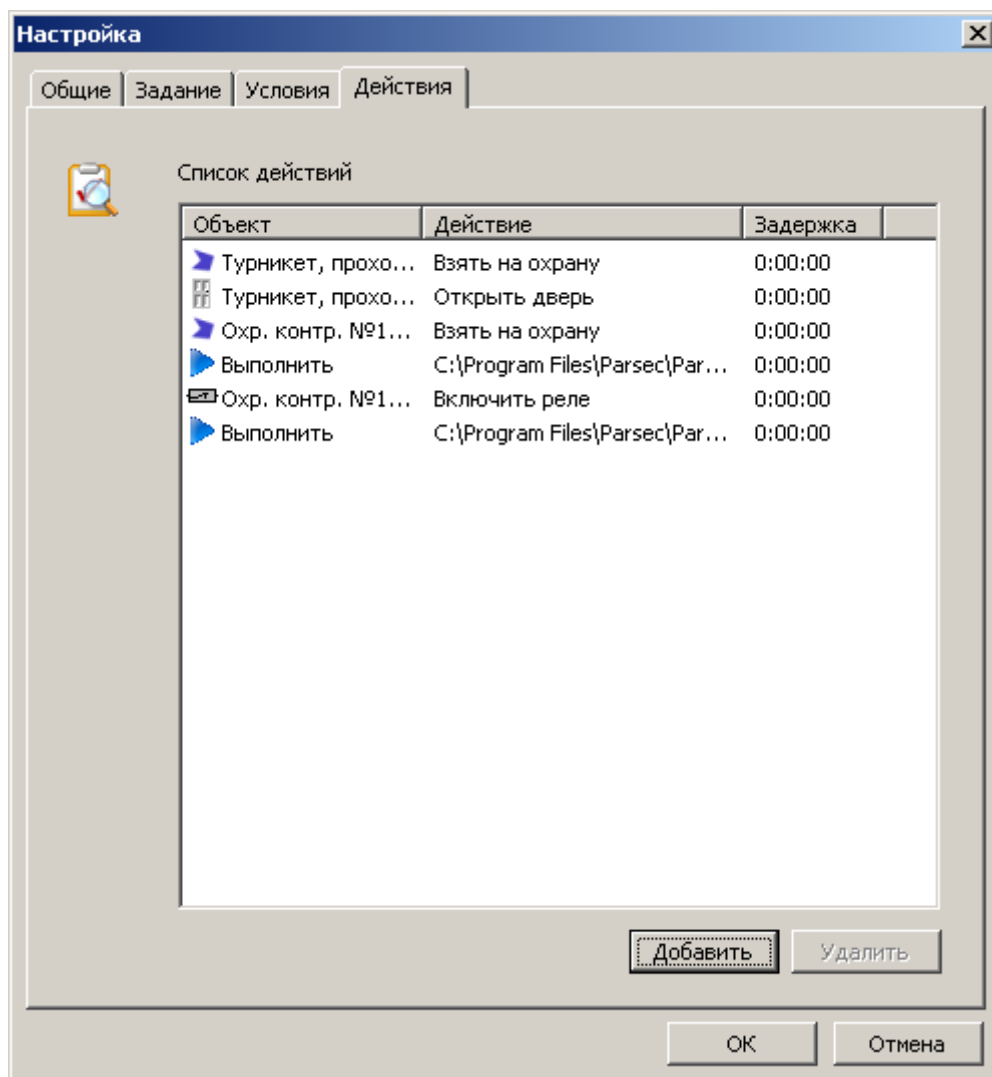 Настройка
Общие Задание Условия Действия
Список действий
Объект Действие Задержка
Турникет, прохо... Взять на охрану 0:00:00
Турникет, прохо... Открыть дверь 0:00:00
Охр. контр. №1... Взять на охрану 0:00:00
Выполнить C:\Program Files\Parsec\Par... 0:00:00
Охр. контр. №1... Включить реле 0:00:00
Выполнить C:\Program Files\Parsec\Par... 0:00:00
Добавить Удалить
ОК Отмена